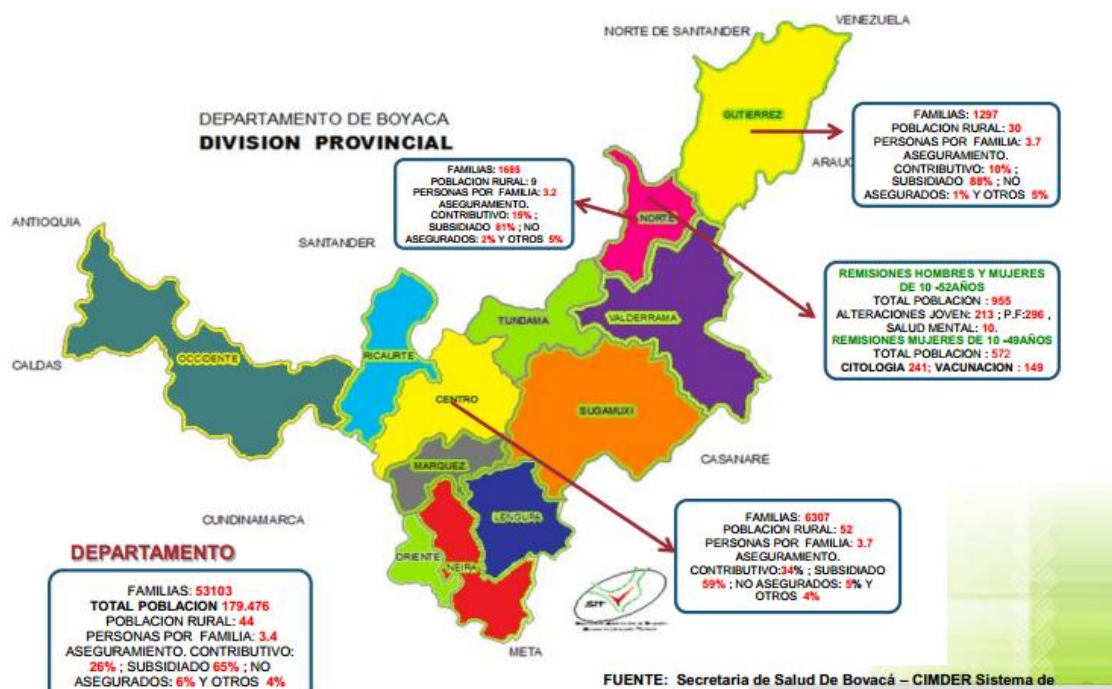 VENEZUELA
NORTE DE SANTANDER
DEPARTAMENTO DE BOYACA
DIVISION PROVINCIAL
GUTIERREZ
FAMILIAS: 1297
POBLACION RURAL: 30
PERSONAS POR FAMILIA: 3.7
ASEGURAMIENTO.
CONTRIBUTIVO: 10% ;
SUBSIDIADO 88% ; NO
ASEGURADOS: 1% Y OTROS 5%
ARAUC
FAMILIAS: 1685
POBLACION RURAL: 9
PERSONAS POR FAMILIA: 3.2
ASEGURAMIENTO.
CONTRIBUTIVO: 15% ;
SUBSIDIADO 81% ; NO
ASEGURADOS: 2% Y OTROS 5%
NORTE
ANTIOQUIA
SANTANDER
REMISIONES HOMBRES Y MUJERES
DE 10 -52AÑOS
TOTAL POBLACION : 955
ALTERACIONES JOVEN: 213 ; P.F:296 ,
SALUD MENTAL: 10.
REMISIONES MUJERES DE 10 -49AÑOS
TOTAL POBLACION : 572
CITOLOGIA 241; VACUNACION : 149
TUNDAMA
VALDERRAMA
CALDAS
OCCIDENTE
RICAURTE
CENTRO
SUGAMUXI
CASANARE
MARQUEZ
CUNDINAMARCA
LENGUPA
ORIENTE
NEIRA
FAMILIAS: 6307
POBLACION RURAL: 52
PERSONAS POR FAMILIA: 3.7
ASEGURAMIENTO.
CONTRIBUTIVO:34% ; SUBSIDIADO
59% ; NO ASEGURADOS: 5% Y
OTROS 4%
DEPARTAMENTO
FAMILIAS: 53103
TOTAL POBLACION 179.476
POBLACION RURAL: 44
PERSONAS POR FAMILIA: 3.4
ASEGURAMIENTO. CONTRIBUTIVO:
26% ; SUBSIDIADO 65% ; NO
ASEGURADOS: 6% Y OTROS 4%
SIT
META
FUENTE: Secretaria de Salud De Boyacá – CIMDER Sistema de